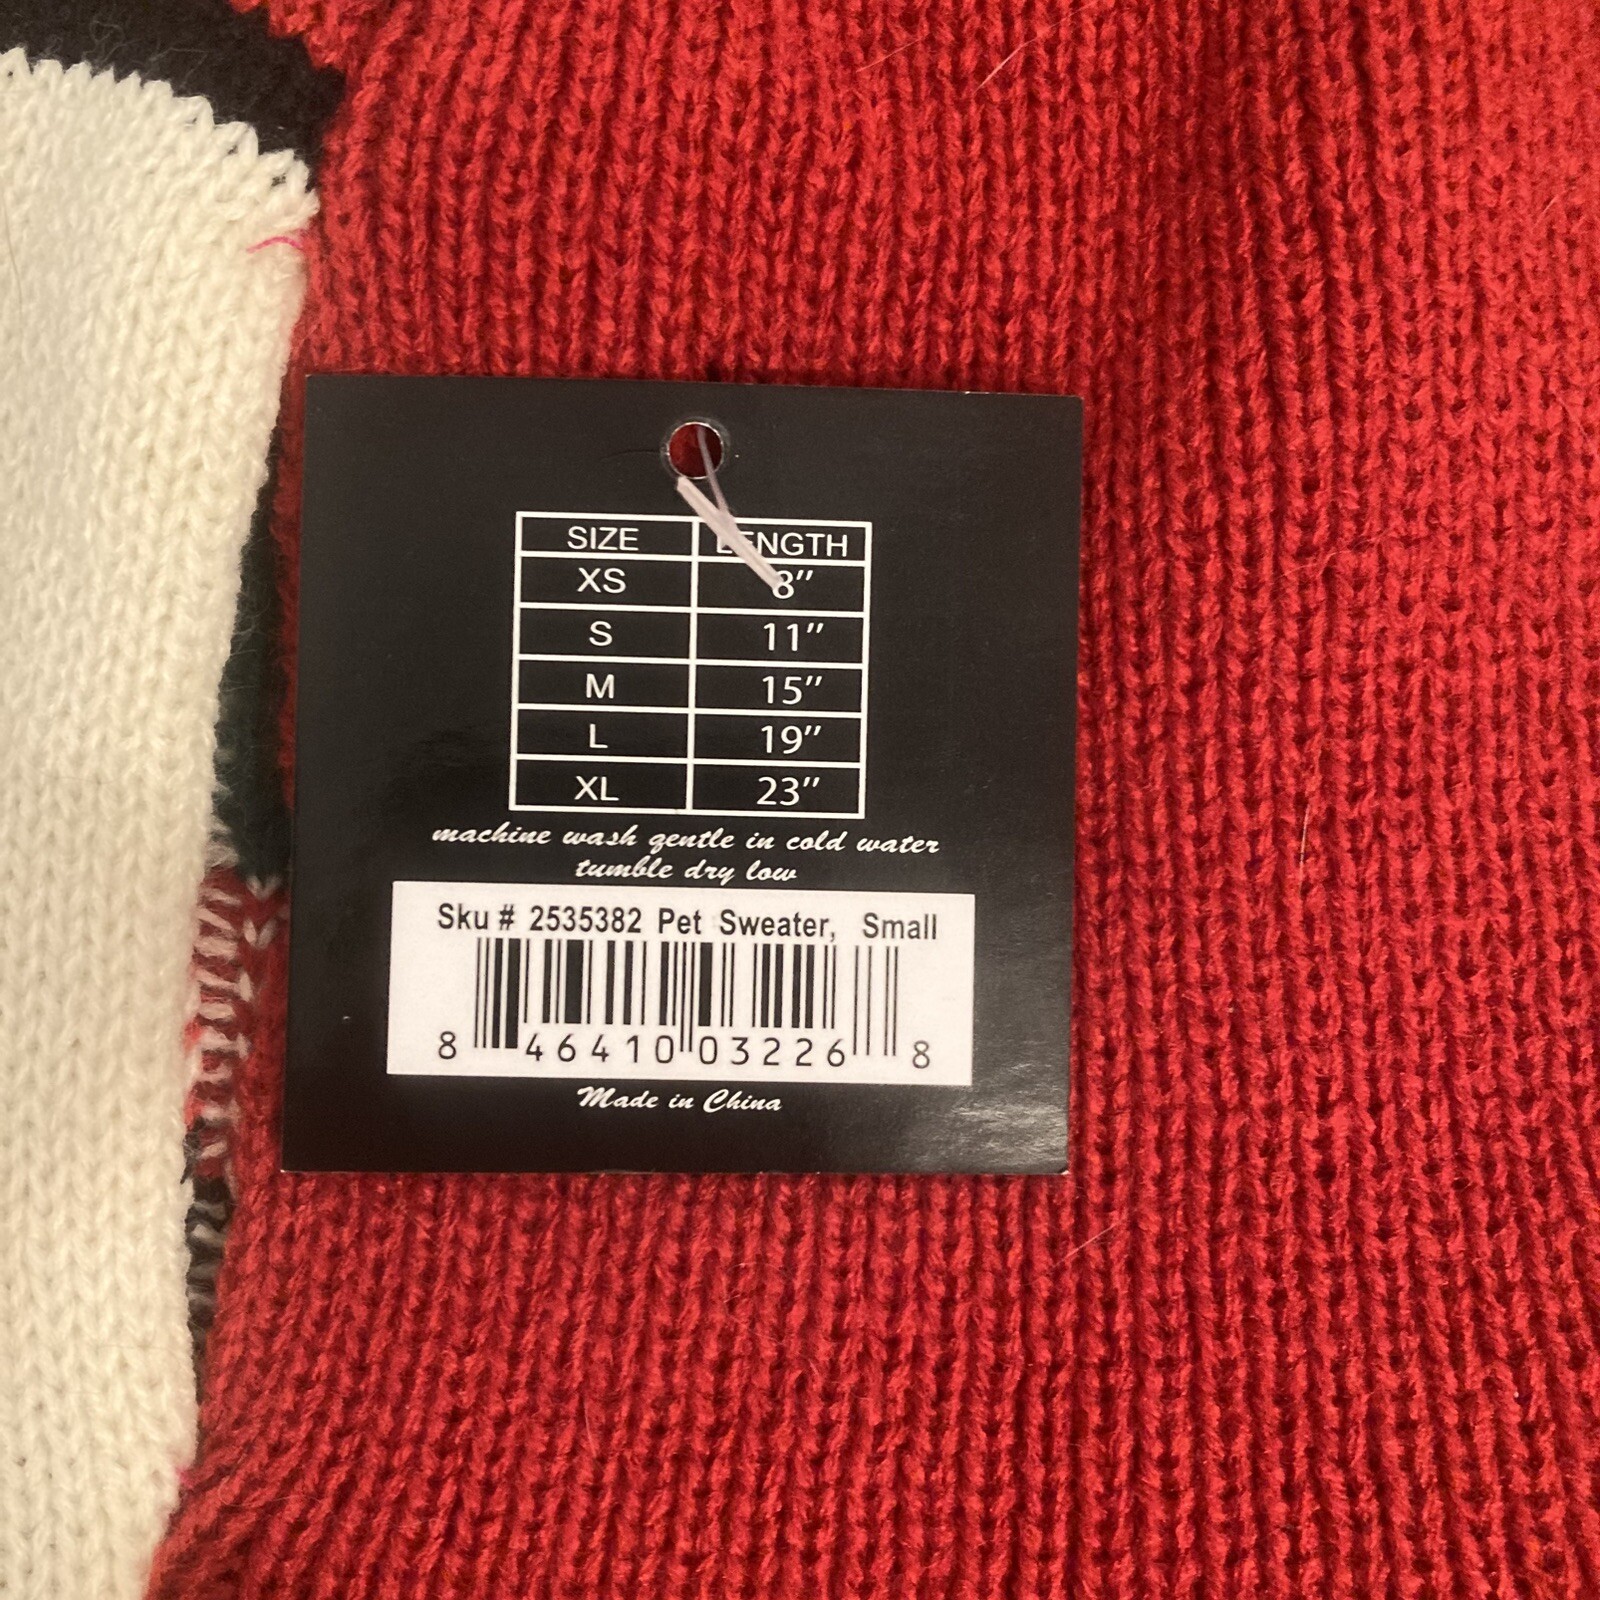 SIZE LENGTH
XS 8"
S 11"
M 15"
L 19"
XL 23"
machine wash gentle in cold water
tumble dry low
Sku # 2535382 Pet Sweater, Small
8 46410 03226 8
Made in China